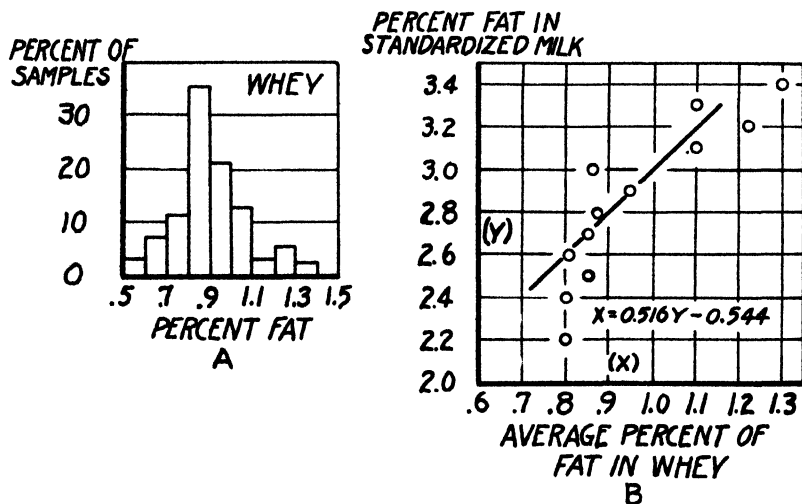 PERCENT OF
SAMPLES
WHEY
30
20
10
0
.5 .7 .9 1.1 1.3 1.5
PERCENT FAT
A
PERCENT FAT IN
STANDARDIZED MILK
3.4
3.2
3.0
2.8
(Y)
2.6
2.4
X=0.516Y-0.544
2.2
(X)
2.0
.6 .7 .8 .9 1.0 1.1 1.2 1.3
AVERAGE PERCENT OF
FAT IN WHEY
B